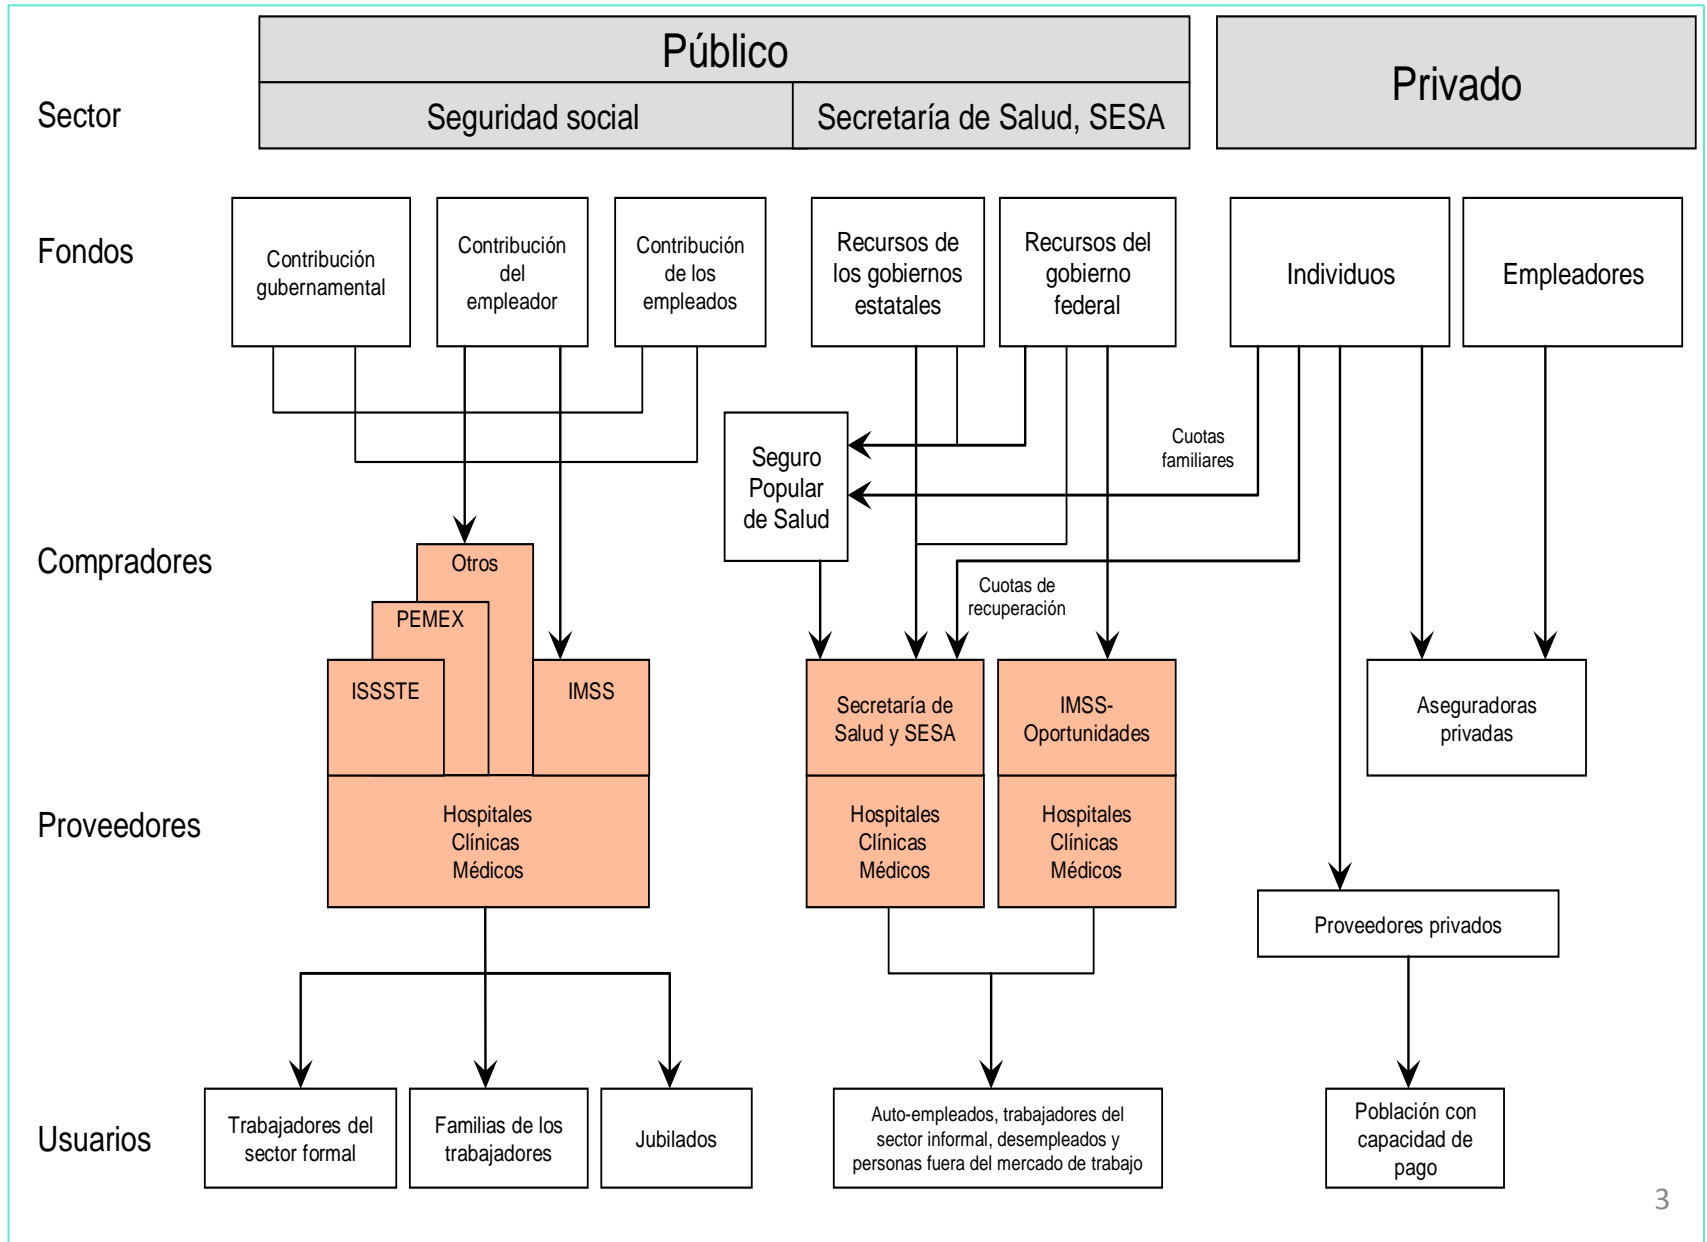 Público
Privado
Sector
Seguridad social
Secretaría de Salud, SESA
Fondos
Contribución
gubernamental
Contribución
del
empleador
Contribución
de los
empleados
Recursos de
los gobiernos
estatales
Recursos del
gobierno
federal
Individuos
Empleadores
Cuotas
familiares
Seguro
Popular
de Salud
Compradores
Otros
PEMEX
ISSSTE
IMSS
Cuotas de
recuperación
Secretaría de
Salud y SESA
IMSS-
Oportunidades
Aseguradoras
privadas
Proveedores
Hospitales
Clínicas
Médicos
Hospitales
Clínicas
Médicos
Hospitales
Clínicas
Médicos
Proveedores privados
Usuarios
Trabajadores del
sector formal
Familias de los
trabajadores
Jubilados
Auto-empleados, trabajadores del
sector informal, desempleados y
personas fuera del mercado de trabajo
Población con
capacidad de
pago
3